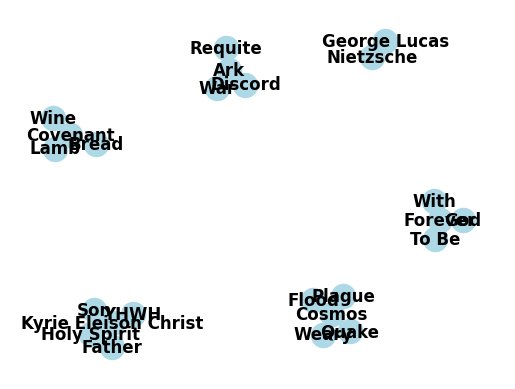 Requite
Ark
War
Discord
George Lucas
Nietzsche
Wine
Covenant
Lamb
Bread
With
Forever
God
To Be
Son
YHWH
Kyrie Eleison Christ
Holy Spirit
Father
Flood
Plague
Cosmos
Weary
Quake